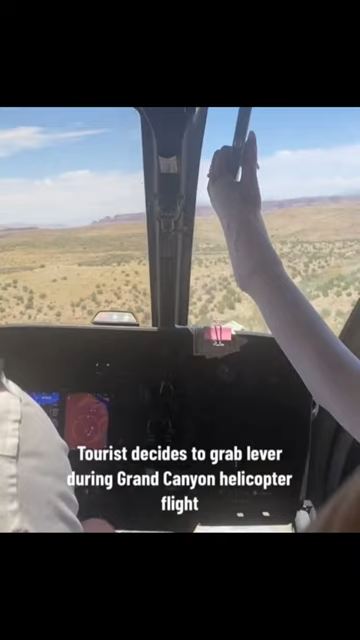 Tourist decides to grab lever
during Grand Canyon helicopter
flight